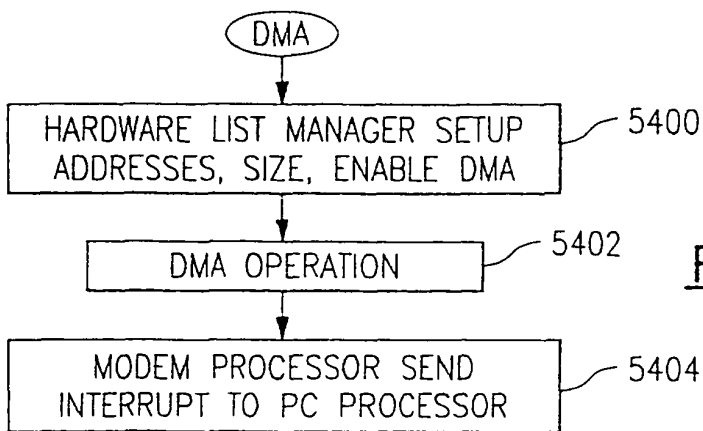 DMA
HARDWARE LIST MANAGER SETUP
ADDRESSES, SIZE, ENABLE DMA
5400
DMA OPERATION
5402
MODEM PROCESSOR SEND
INTERRUPT TO PC PROCESSOR
5404